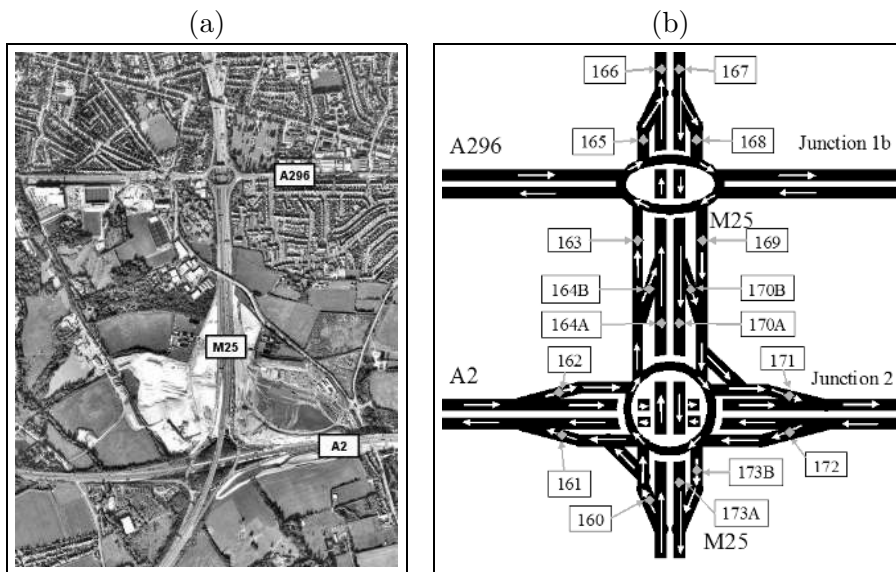 (a)
(b)
A296
M25
A2
166
167
165
168
A296
Junction 1b
M25
163
169
164B
170B
164A
170A
162
171
A2
Junction 2
161
172
173B
160
173A
M25